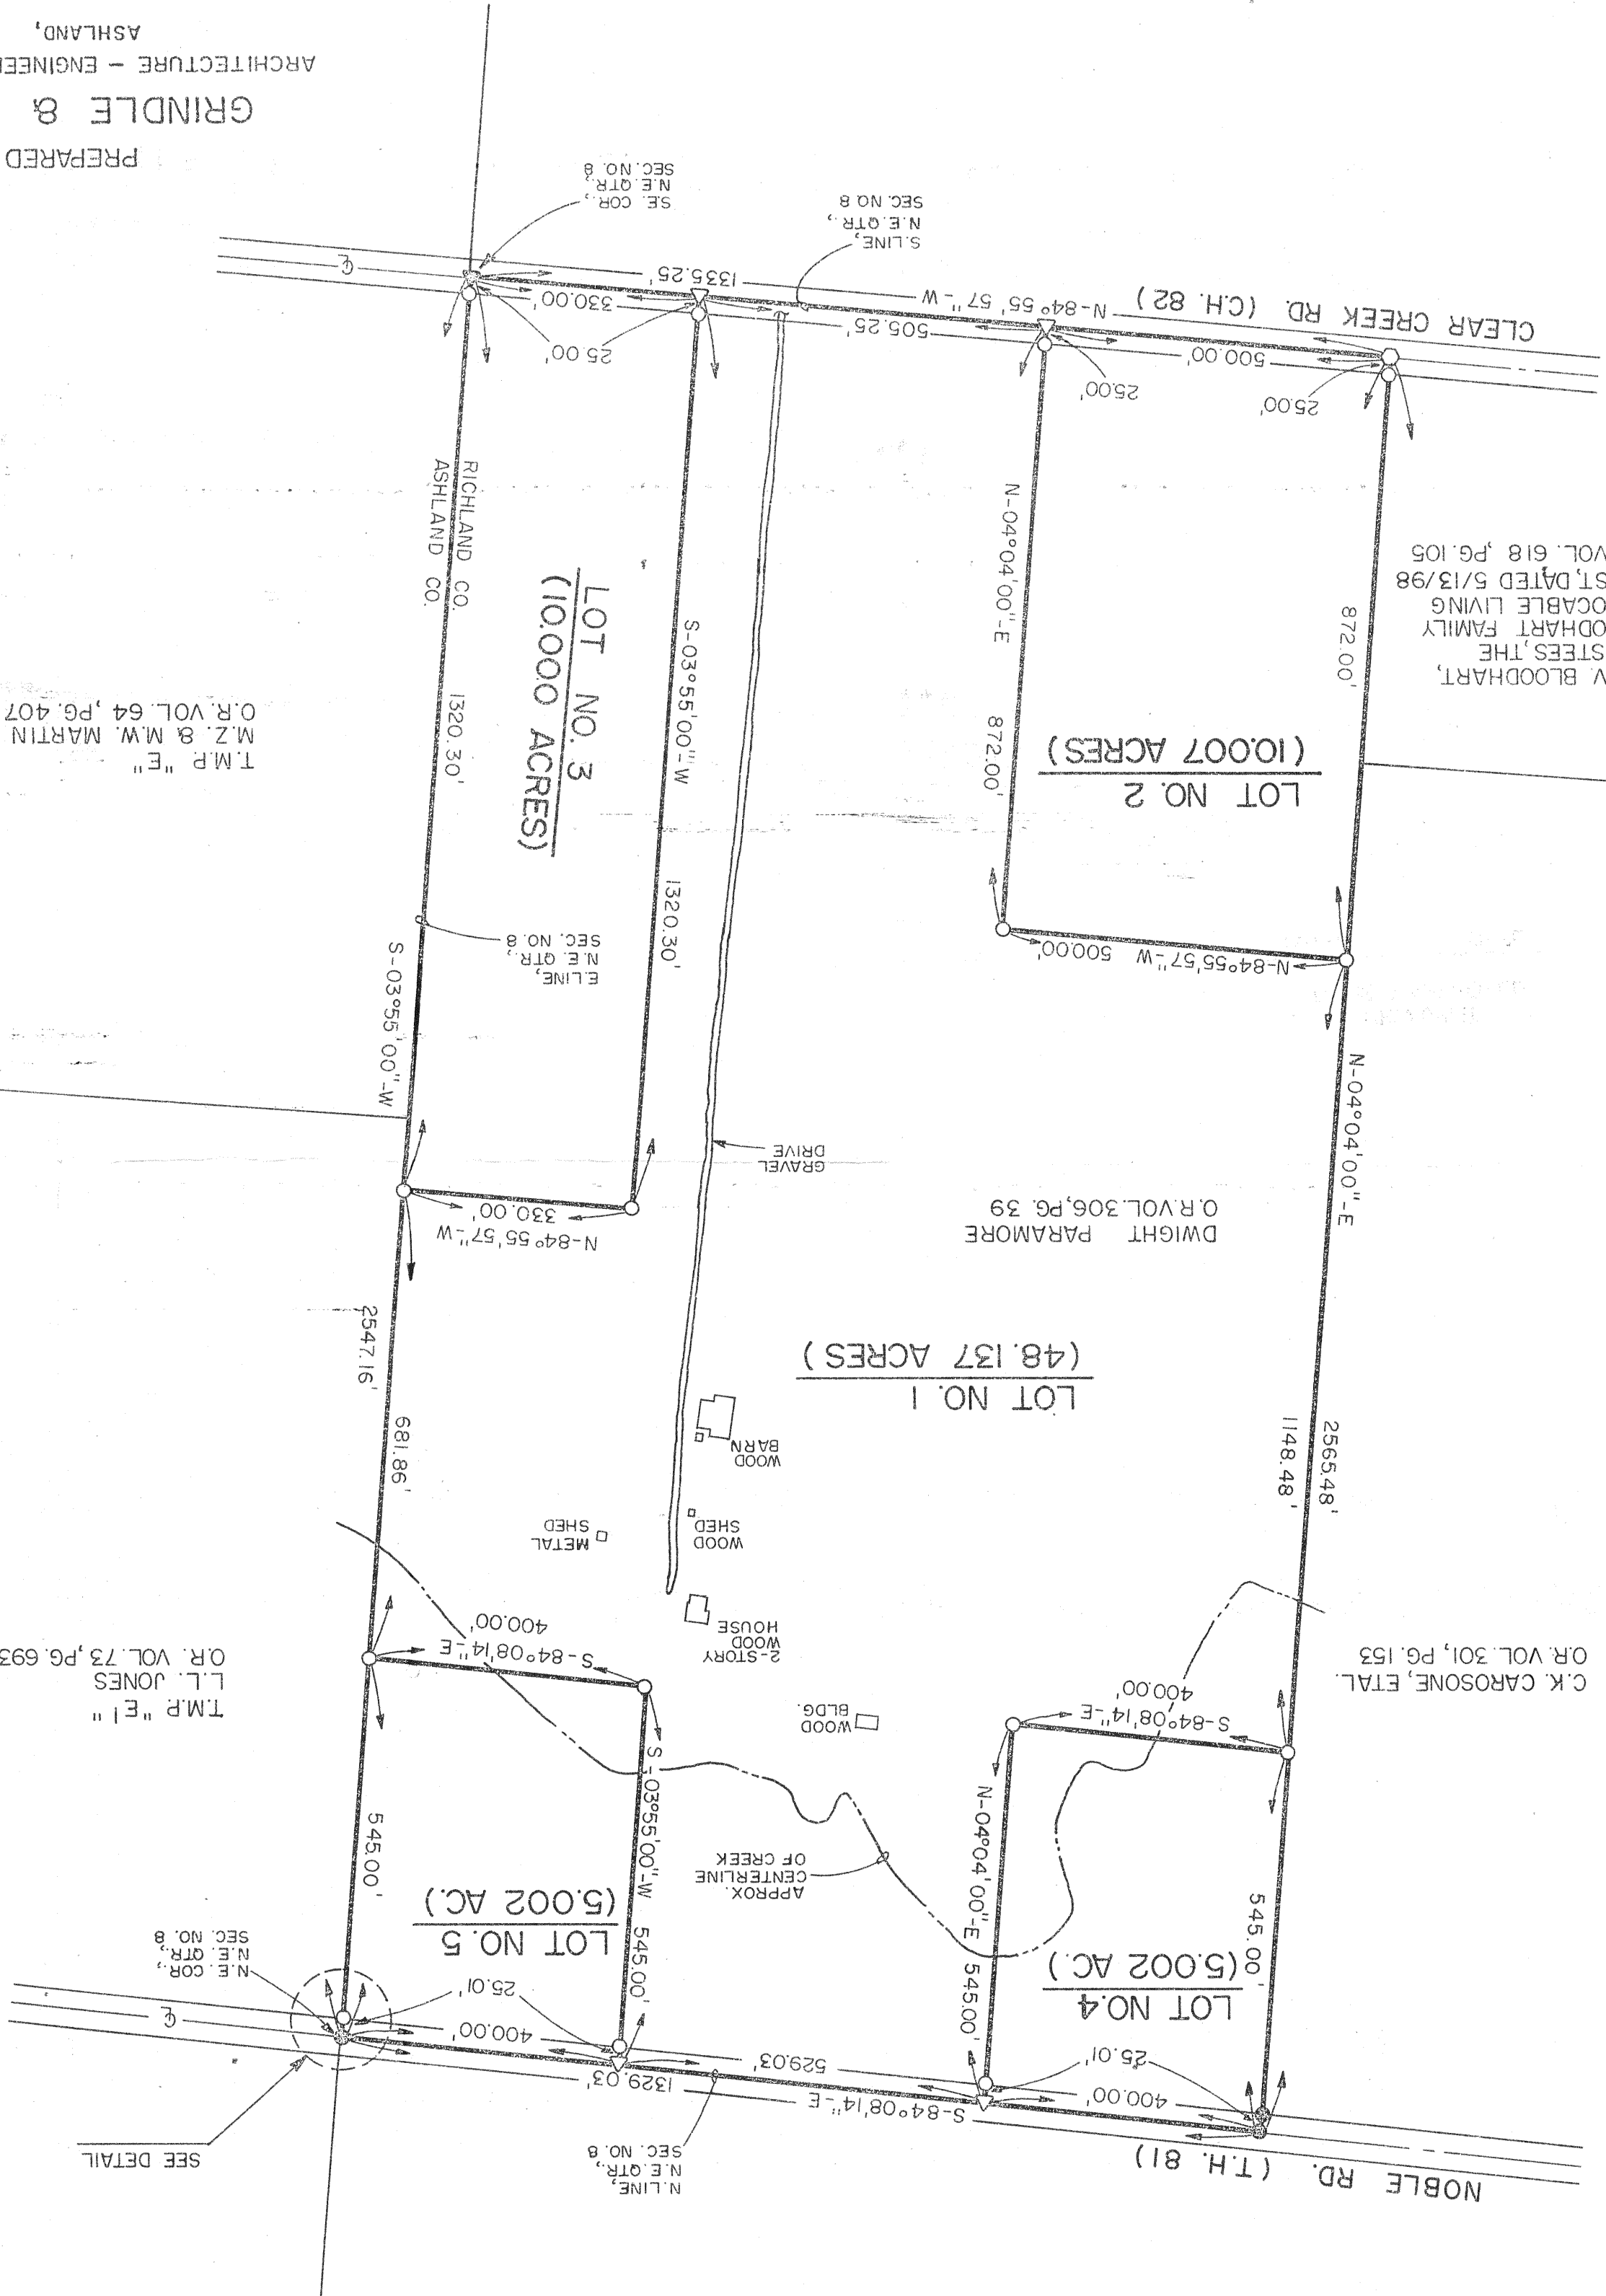 NOBLE RD. (T.H. 81)
N. LINE,
N.E. QTR.,
SEC. NO. 8
SEE DETAIL
S-84°08'14"-E
1329.03'
400.00'
529.03'
400.00'
25.01'
25.01'
℄
N.E. COR.,
N.E. QTR.,
SEC. NO. 8
LOT NO. 4
(5.002 AC.)
545.00'
N-04°04'00"-E 545.00'
S-84°08'14"-E
400.00'
APPROX.
CENTERLINE
OF CREEK
LOT NO. 5
(5.002 AC.)
S-03°55'00"-W 545.00'
545.00'
S-84°08'14"-E
400.00'
C.K. CAROSONE, ETAL.
O.R. VOL. 301, PG. 153
T.M.P. "E1"
L.L. JONES
O.R. VOL. 73, PG. 693
WOOD
BLDG.
2-STORY
WOOD
HOUSE
WOOD
SHED
METAL
SHED
WOOD
BARN
2565.48'
1148.48'
N-04°04'00"-E
LOT NO. 1
(48.137 ACRES)
681.86'
2547.16'
DWIGHT PARAMORE
O.R. VOL. 306, PG. 39
GRAVEL
DRIVE
N-84°55'57"-W
330.00'
S-03°55'00"-W
N-84°55'57"-W 500.00'
E. LINE,
N.E. QTR.,
SEC. NO. 8
1320.30'
1320.30'
LOT NO. 2
(10.007 ACRES)
872.00'
872.00'
N-04°04'00"-E
LOT NO. 3
(10.000 ACRES)
S-03°55'00"-W
T.M.P. "E"
M.Z. & M.W. MARTIN
O.R. VOL. 64, PG. 407
V. BLOODHART,
STEES, THE
ODHART FAMILY
OCABLE LIVING
ST, DATED 5/13/98
VOL. 618, PG. 105
RICHLAND CO.
ASHLAND CO.
25.00'
25.00'
25.00'
500.00'
505.25'
330.00'
CLEAR CREEK RD. (C.H. 82)
N-84°55'57"-W
1335.25'
℄
S. LINE,
N.E. QTR.,
SEC. NO. 8
S.E. COR.,
N.E. QTR.,
SEC. NO. 8
PREPARED
GRINDLE &
ARCHITECTURE - ENGINEE
ASHLAND,